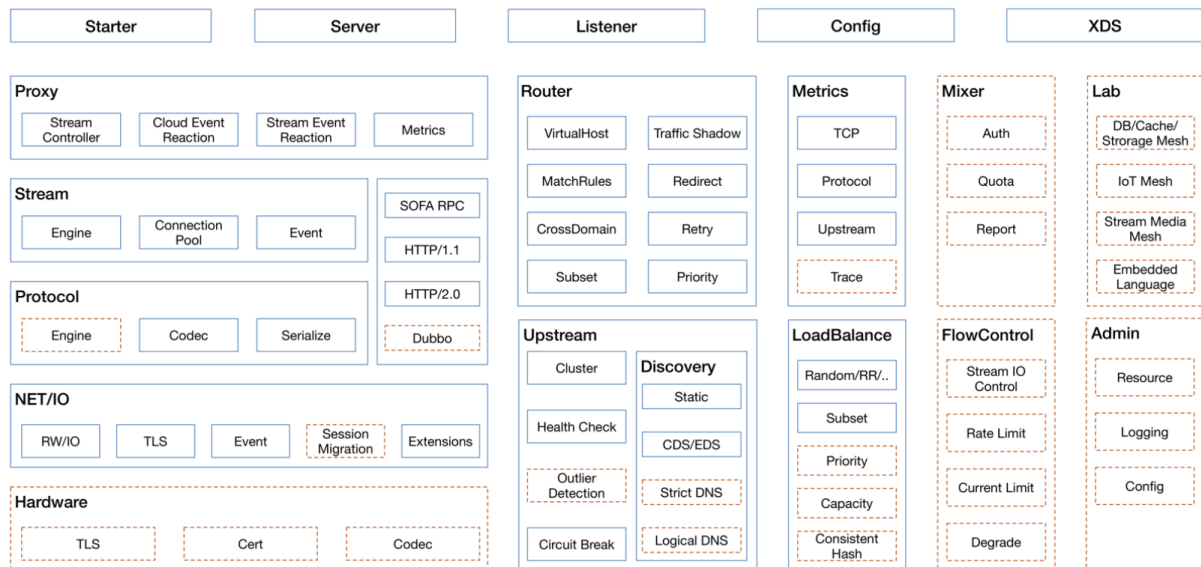 Starter
Server
Listener
Config
XDS
Proxy
Stream
Controller
Cloud Event
Reaction
Stream Event
Reaction
Metrics
Stream
Engine
Connection
Pool
Event
Protocol
Engine
Codec
Serialize
SOFA RPC
HTTP/1.1
HTTP/2.0
Dubbo
NET/IO
RW/IO
TLS
Event
Session
Migration
Extensions
Hardware
TLS
Cert
Codec
Router
VirtualHost
Traffic Shadow
MatchRules
Redirect
CrossDomain
Retry
Subset
Priority
Upstream
Cluster
Health Check
Outlier
Detection
Circuit Break
Discovery
Static
CDS/EDS
Strict DNS
Logical DNS
Metrics
TCP
Protocol
Upstream
Trace
LoadBalance
Random/RR/..
Subset
Priority
Capacity
Consistent
Hash
Mixer
Auth
Quota
Report
FlowControl
Stream IO
Control
Rate Limit
Current Limit
Degrade
Lab
DB/Cache/
Strorage Mesh
IoT Mesh
Stream Media
Mesh
Embedded
Language
Admin
Resource
Logging
Config